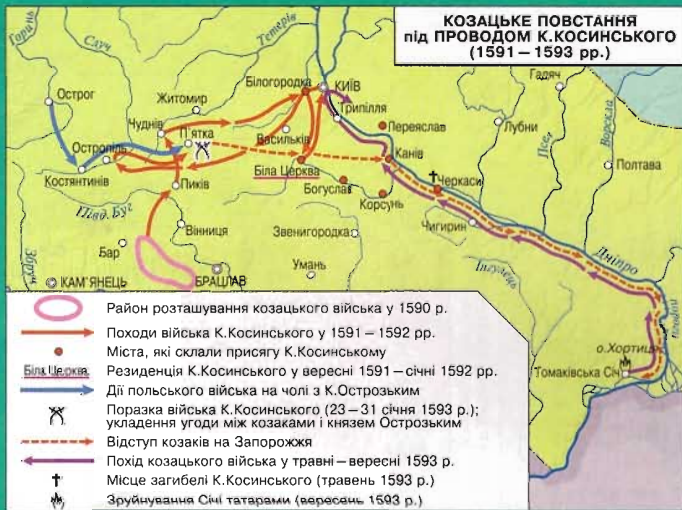 КОЗАЦЬКЕ ПОВСТАННЯ
під ПРОВОДОМ К.КОСИНСЬКОГО
(1591 – 1593 рр.)
Горинь
Случ
Тетерів
Острог
Житомир
Білогородка
КИЇВ
Трипілля
Гадяч
Чуднів
П'ятка
Васильків
Переяслав
Лубни
Псел
Ворскла
Остропіль
Костянтинів
Біла Церква
Канів
Полтава
Пиків
Богуслав
Корсунь
Черкаси
Півд. Буг
Вінниця
Звенигородка
Чигирин
Дніпро
Бар
Умань
Інгулець
Збруч
КАМ'ЯНЕЦЬ
БРАЦЛАВ
о.Хортиця
Томаківська Січ
Район розташування козацького війська у 1590 р.
Походи війська К.Косинського у 1591 – 1592 рр.
Міста, які склали присягу К.Косинському
Біла Церква Резиденція К.Косинського у вересні 1591–січні 1592 рр.
Дії польського війська на чолі з К.Острозьким
Поразка війська К.Косинського (23–31 січня 1593 р.);
укладення угоди між козаками і князем Острозьким
Відступ козаків на Запорожжя
Похід козацького війська у травні – вересні 1593 р.
Місце загибелі К.Косинського (травень 1593 р.)
Зруйнування Січі татарами (вересень 1593 р.)